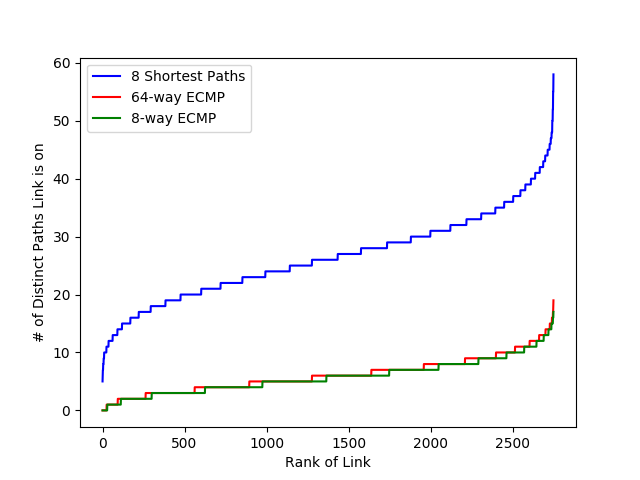 60
50
40
30
20
10
0
# of Distinct Paths Link is on
8 Shortest Paths
64-way ECMP
8-way ECMP
0 500 1000 1500 2000 2500
Rank of Link